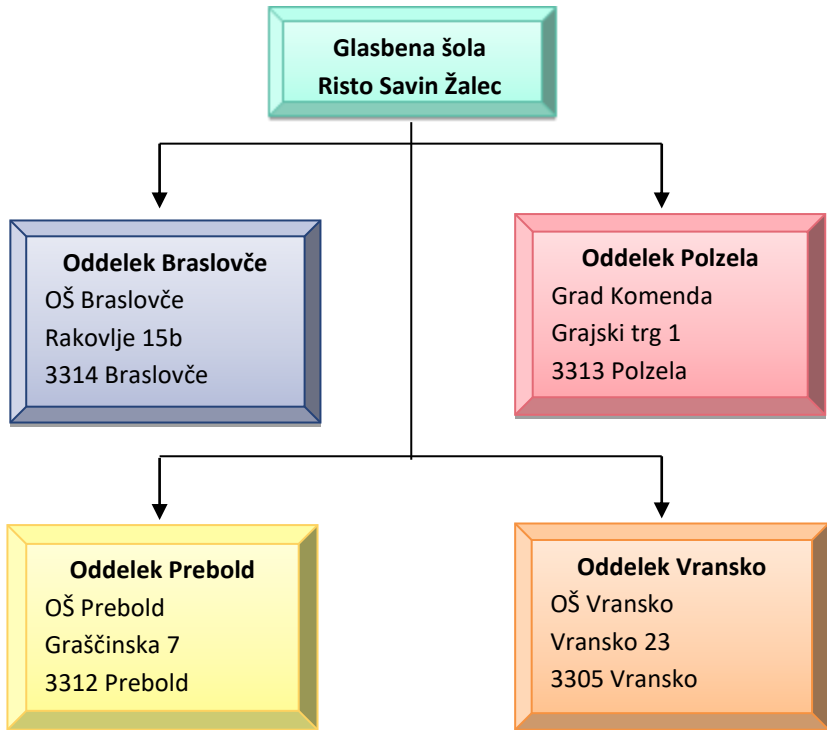 Glasbena šola
Risto Savin Žalec
Oddelek Braslovče
OŠ Braslovče
Rakovlje 15b
3314 Braslovče
Oddelek Polzela
Grad Komenda
Grajski trg 1
3313 Polzela
Oddelek Prebold
OŠ Prebold
Graščinska 7
3312 Prebold
Oddelek Vransko
OŠ Vransko
Vransko 23
3305 Vransko